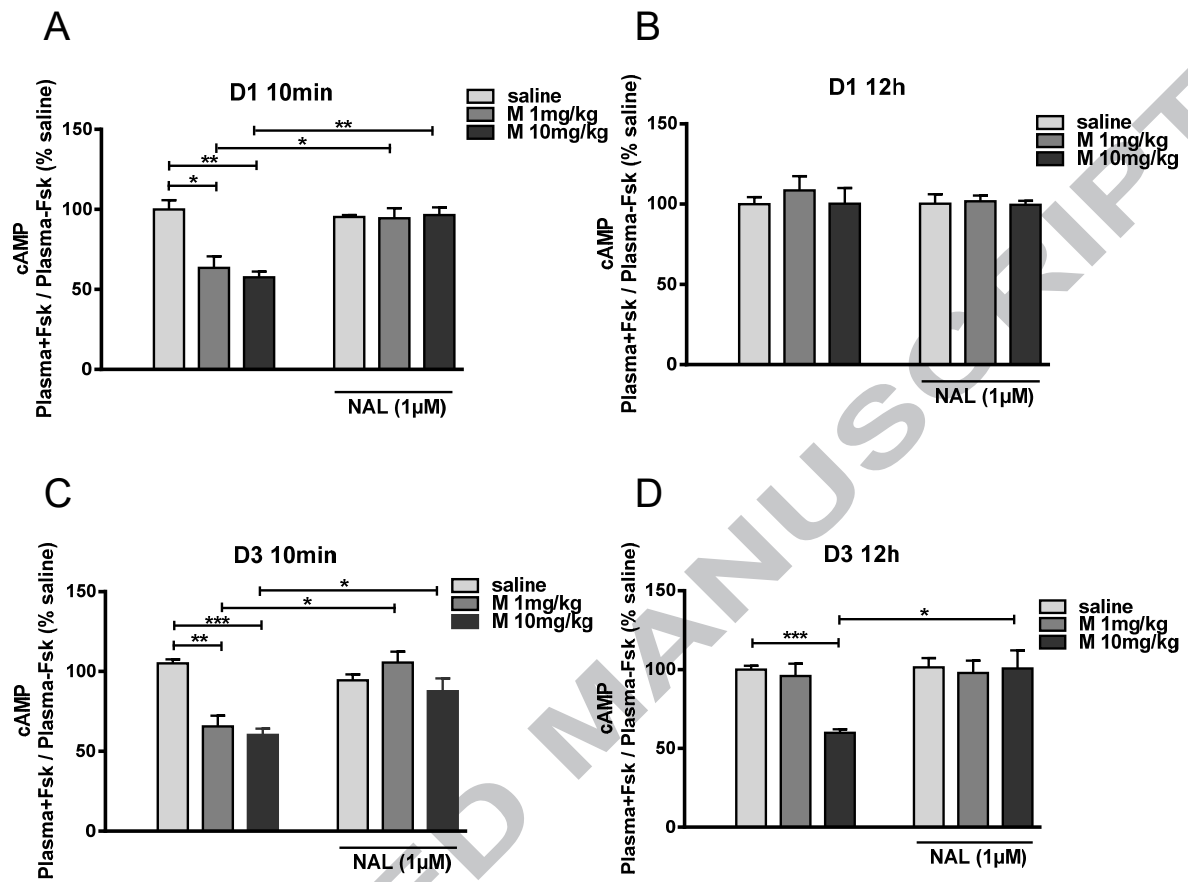 A
D1 10min
saline
M 1mg/kg
M 10mg/kg
cAMP
Plasma+Fsk / Plasma-Fsk (% saline)
150
100
50
0
**
*
**
*
NAL (1µM)
B
D1 12h
saline
M 1mg/kg
M 10mg/kg
cAMP
Plasma+Fsk / Plasma-Fsk (% saline)
150
100
50
0
NAL (1µM)
C
D3 10min
saline
M 1mg/kg
M 10mg/kg
cAMP
Plasma+Fsk / Plasma-Fsk (% saline)
150
100
50
0
*
*
***
**
NAL (1µM)
D
D3 12h
saline
M 1mg/kg
M 10mg/kg
cAMP
Plasma+Fsk / Plasma-Fsk (% saline)
150
100
50
0
*
***
NAL (1µM)
ED MANUSCRIPT